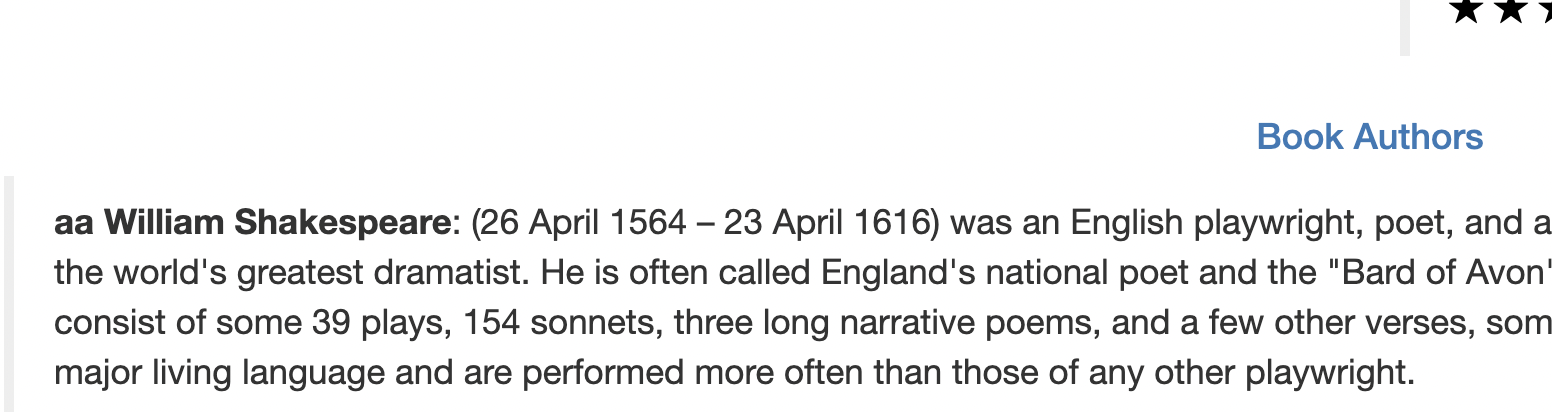 ★★
Book Authors
aa William Shakespeare: (26 April 1564 – 23 April 1616) was an English playwright, poet, and a
the world's greatest dramatist. He is often called England's national poet and the "Bard of Avon'
consist of some 39 plays, 154 sonnets, three long narrative poems, and a few other verses, som
major living language and are performed more often than those of any other playwright.